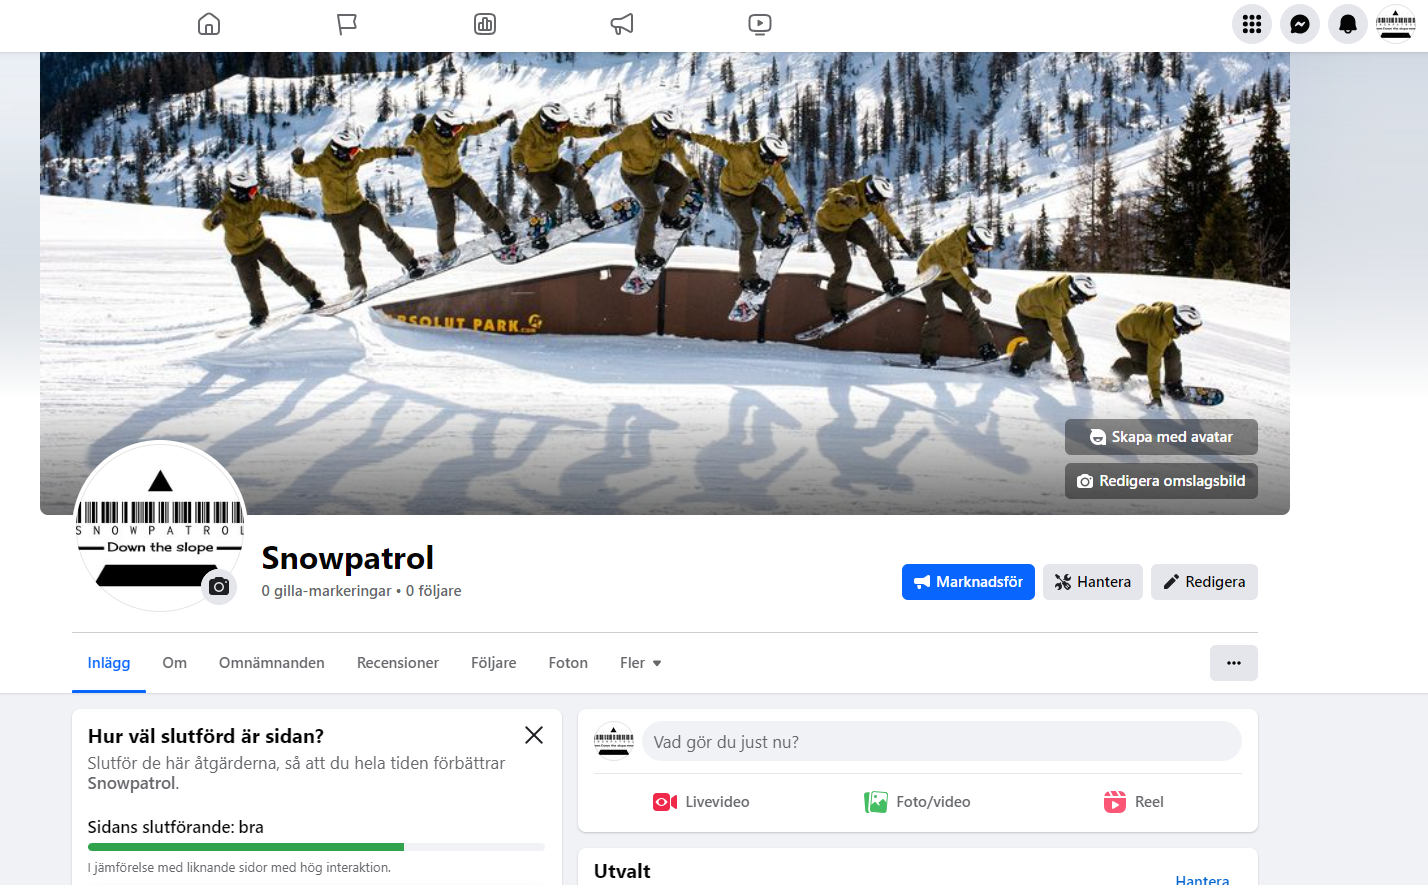 ABSOLUT PARK.COM
Skapa med avatar
Redigera omslagsbild
SNOWPATROL
Down the slope
Snowpatrol
0 gilla-markeringar • 0 följare
Marknadsför
Hantera
Redigera
Inlägg
Om
Omnämnanden
Recensioner
Följare
Foton
Fler
Hur väl slutförd är sidan?
Slutför de här åtgärderna, så att du hela tiden förbättrar
Snowpatrol.
Sidans slutförande: bra
I jämförelse med liknande sidor med hög interaktion.
Vad gör du just nu?
Livevideo
Foto/video
Reel
Utvalt
Hantera